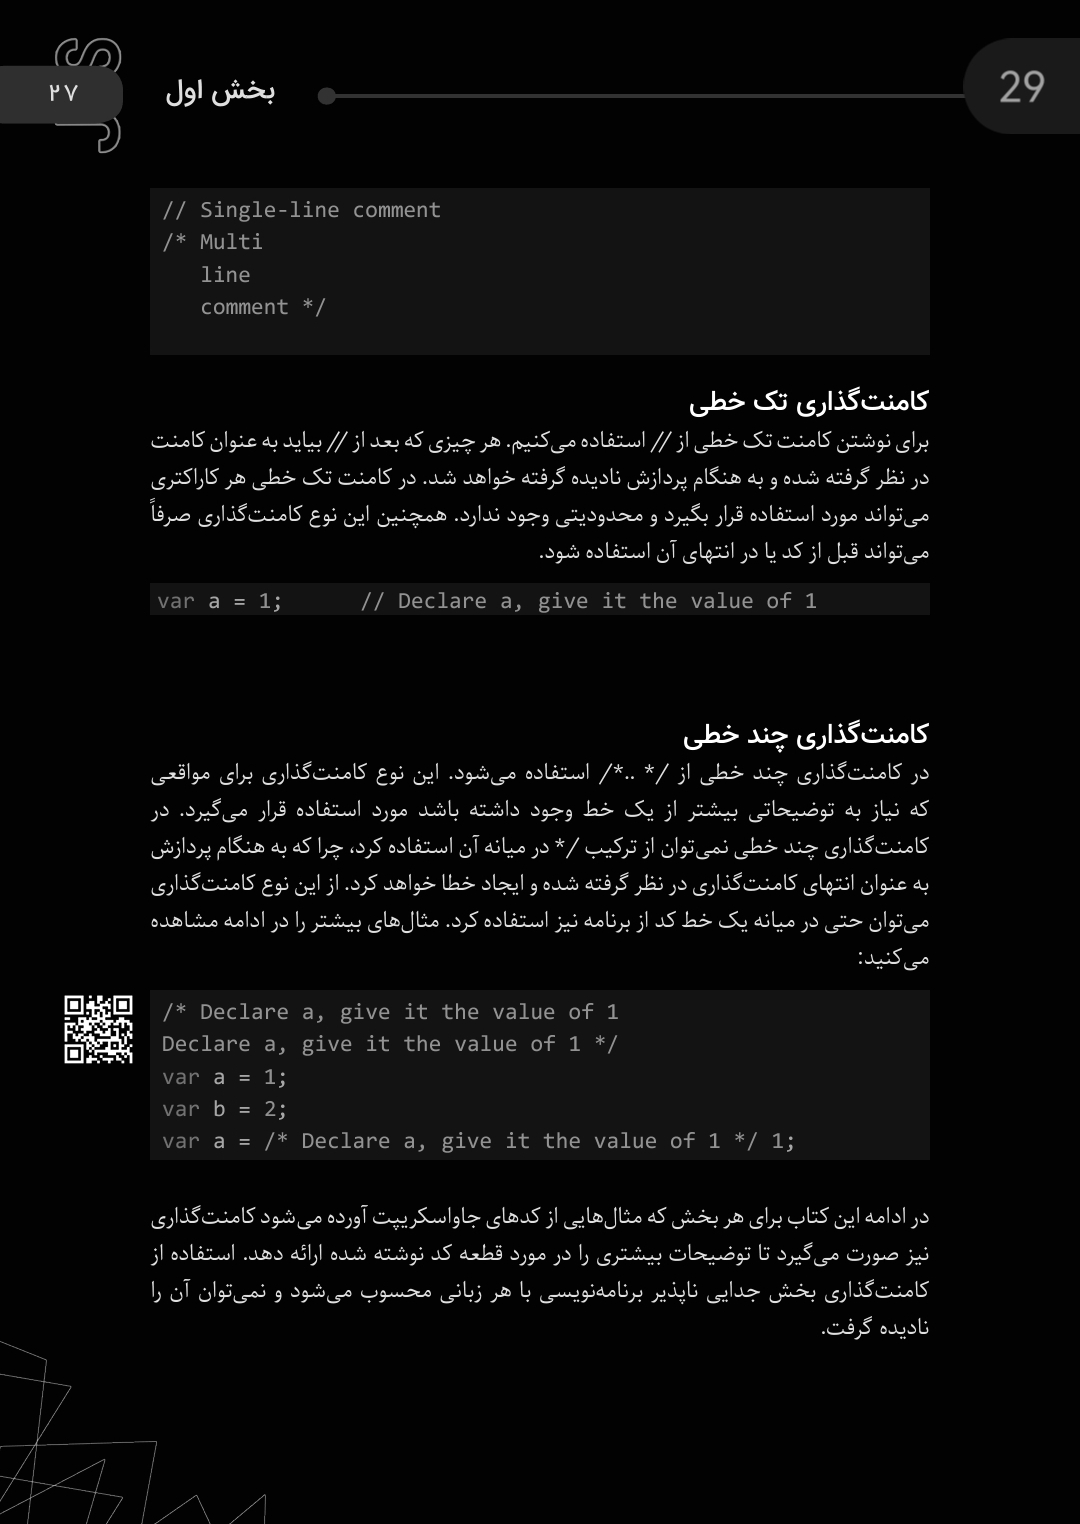 JS
۲۷
بخش اول
29
// Single-line comment
/* Multi
   line
   comment */
کامنت‌گذاری تک خطی
برای نوشتن کامنت تک خطی از // استفاده می‌کنیم. هر چیزی که بعد از // بیاید به عنوان کامنت
در نظر گرفته شده و به هنگام پردازش نادیده گرفته خواهد شد. در کامنت تک خطی هر کاراکتری
می‌تواند مورد استفاده قرار بگیرد و محدودیتی وجود ندارد. همچنین این نوع کامنت‌گذاری صرفاً
می‌تواند قبل از کد یا در انتهای آن استفاده شود.
var a = 1;      // Declare a, give it the value of 1
کامنت‌گذاری چند خطی
در کامنت‌گذاری چند خطی از /* ..*/ استفاده می‌شود. این نوع کامنت‌گذاری برای مواقعی
که نیاز به توضیحاتی بیشتر از یک خط وجود داشته باشد مورد استفاده قرار می‌گیرد. در
کامنت‌گذاری چند خطی نمی‌توان از ترکیب /* در میانه آن استفاده کرد، چرا که به هنگام پردازش
به عنوان انتهای کامنت‌گذاری در نظر گرفته شده و ایجاد خطا خواهد کرد. از این نوع کامنت‌گذاری
می‌توان حتی در میانه یک خط کد از برنامه نیز استفاده کرد. مثال‌های بیشتر را در ادامه مشاهده
می‌کنید:
/* Declare a, give it the value of 1
Declare a, give it the value of 1 */
var a = 1;
var b = 2;
var a = /* Declare a, give it the value of 1 */ 1;
در ادامه این کتاب برای هر بخش که مثال‌هایی از کدهای جاواسکریپت آورده می‌شود کامنت‌گذاری
نیز صورت می‌گیرد تا توضیحات بیشتری را در مورد قطعه کد نوشته شده ارائه دهد. استفاده از
کامنت‌گذاری بخش جدایی ناپذیر برنامه‌نویسی با هر زبانی محسوب می‌شود و نمی‌توان آن را
نادیده گرفت.